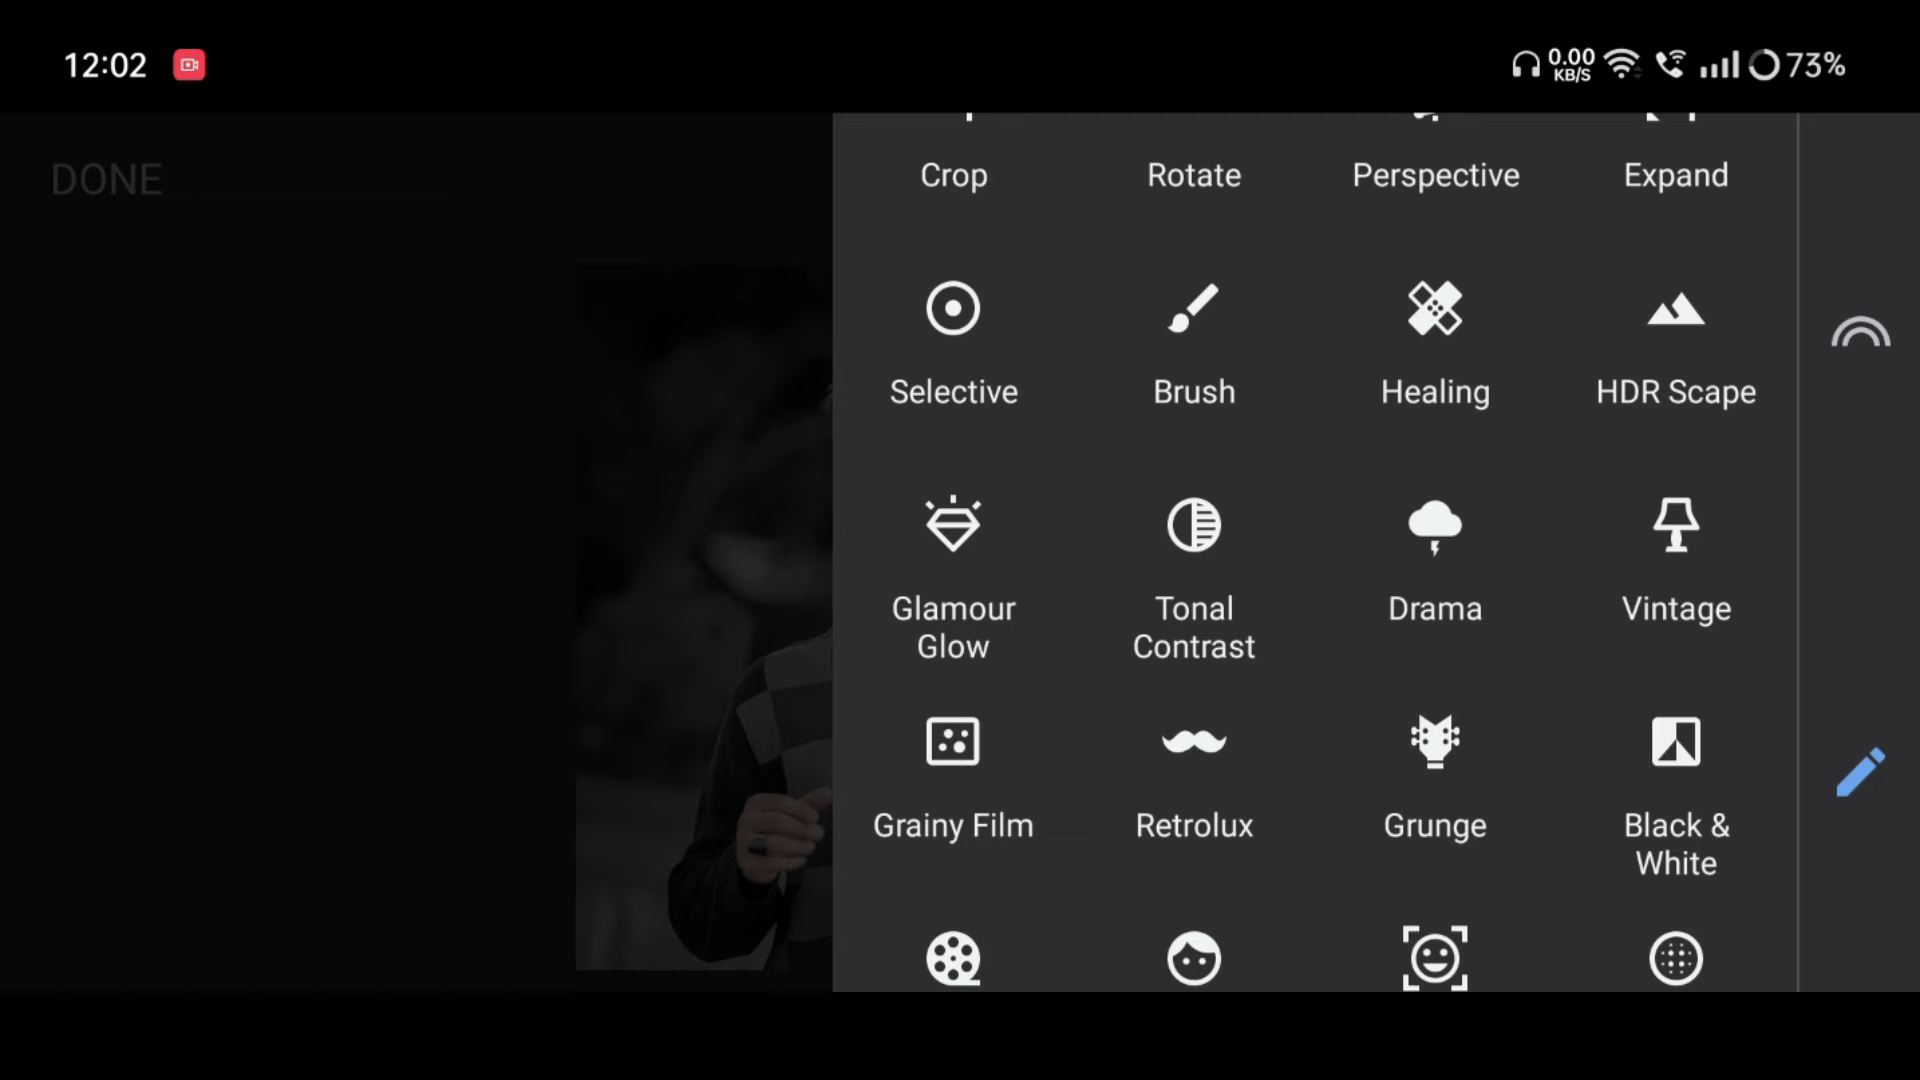 12:02
0.00
KB/S
73%
DONE
Crop
Rotate
Perspective
Expand
Selective
Brush
Healing
HDR Scape
Glamour
Glow
Tonal
Contrast
Drama
Vintage
Grainy Film
Retrolux
Grunge
Black &
White